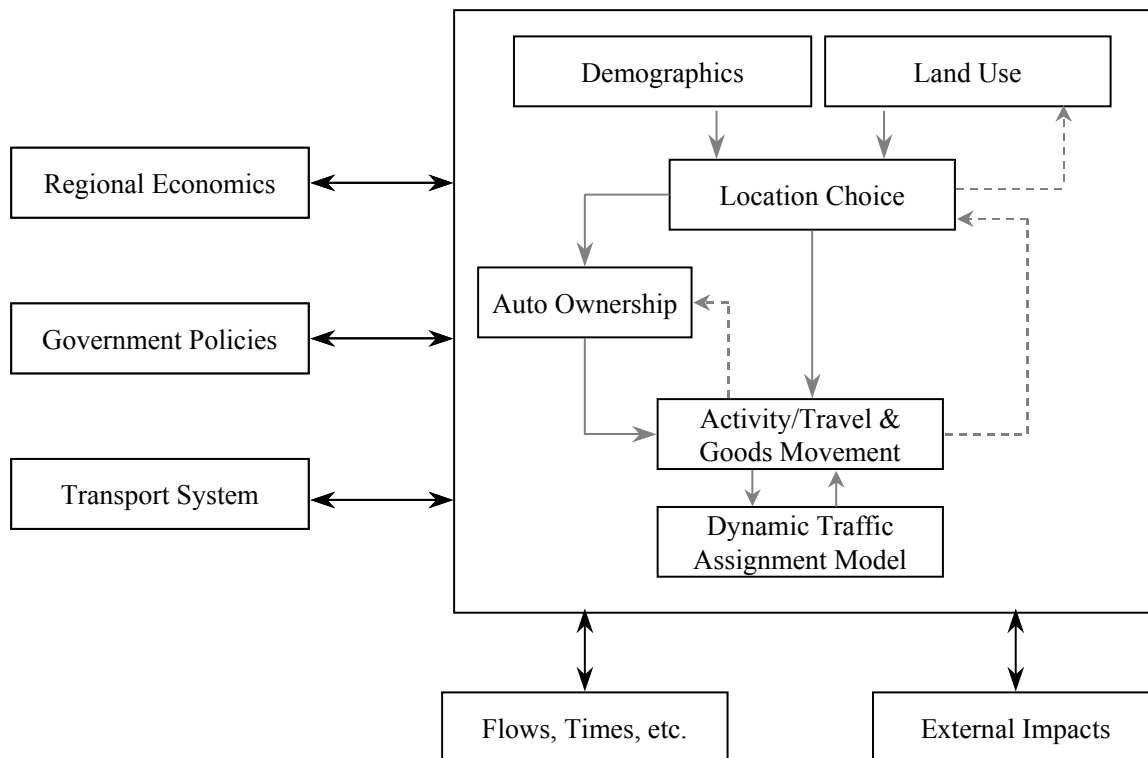 Demographics
Land Use
Regional Economics
Location Choice
Auto Ownership
Government Policies
Activity/Travel &
Goods Movement
Transport System
Dynamic Traffic
Assignment Model
Flows, Times, etc.
External Impacts